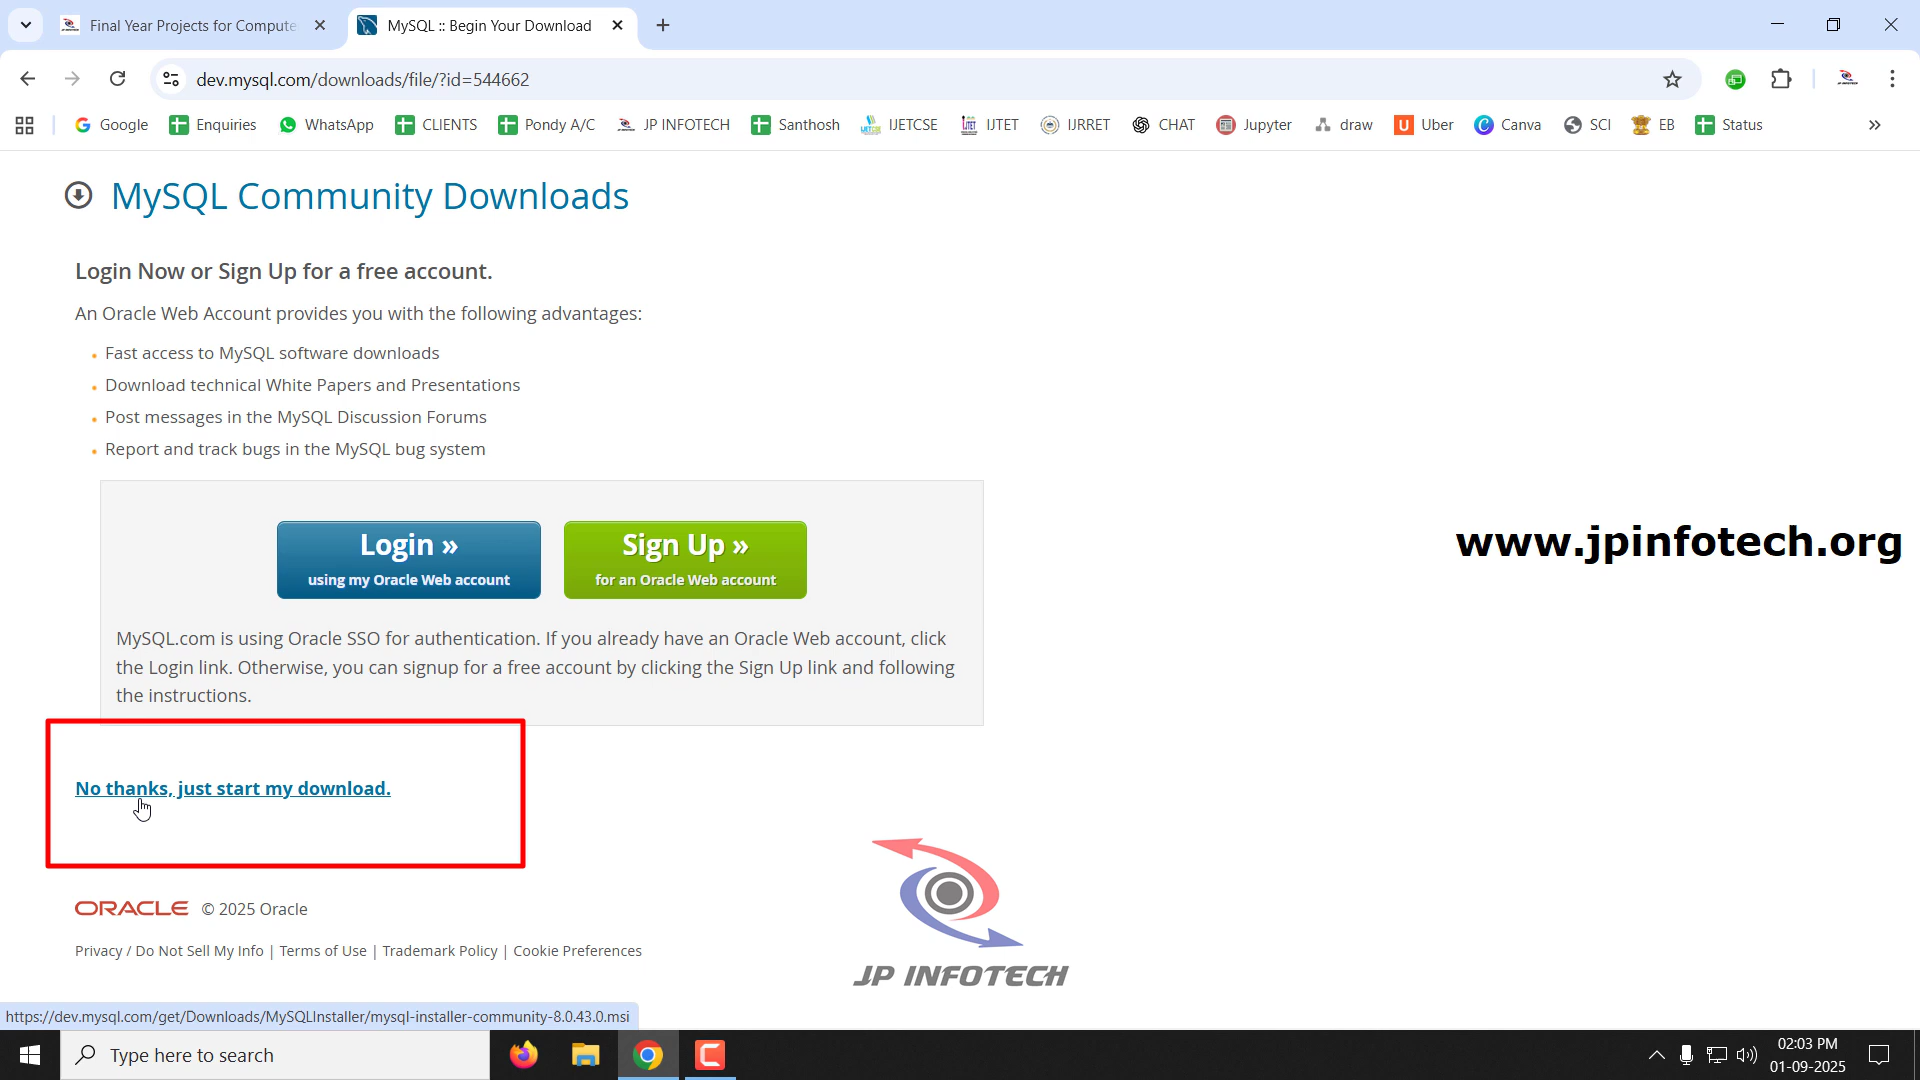 Final Year Projects for Compute
MySQL :: Begin Your Download
dev.mysql.com/downloads/file/?id=544662
Google
Enquiries
WhatsApp
CLIENTS
Pondy A/C
JP INFOTECH
Santhosh
IJETCSE
IJTET
IJRRET
CHAT
Jupyter
draw
Uber
Canva
SCI
EB
Status
MySQL Community Downloads
Login Now or Sign Up for a free account.
An Oracle Web Account provides you with the following advantages:
Fast access to MySQL software downloads
Download technical White Papers and Presentations
Post messages in the MySQL Discussion Forums
Report and track bugs in the MySQL bug system
Login »
using my Oracle Web account
Sign Up »
for an Oracle Web account
www.jpinfotech.org
MySQL.com is using Oracle SSO for authentication. If you already have an Oracle Web account, click
the Login link. Otherwise, you can signup for a free account by clicking the Sign Up link and following
the instructions.
No thanks, just start my download.
ORACLE © 2025 Oracle
Privacy / Do Not Sell My Info | Terms of Use | Trademark Policy | Cookie Preferences
JP INFOTECH
https://dev.mysql.com/get/Downloads/MySQLInstaller/mysql-installer-community-8.0.43.0.msi
Type here to search
02:03 PM
01-09-2025